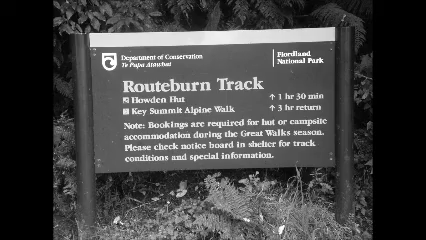 Department of Conservation
Te Papa Atawhai
Fiordland
National Park
Routeburn Track
Howden Hut ↑ 1 hr 30 min
Key Summit Alpine Walk ↑ 3 hr return
Note: Bookings are required for hut or campsite
accommodation during the Great Walks season.
Please check notice board in shelter for track
conditions and special information.